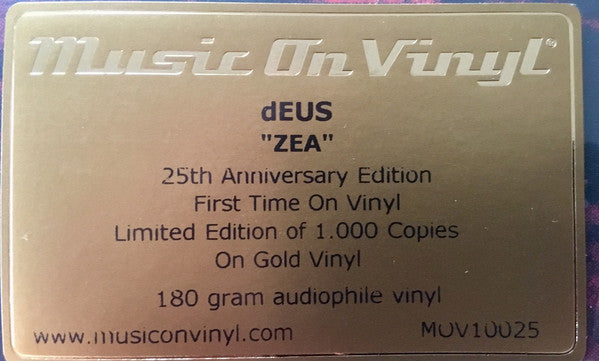 Music On Vinyl®
dEUS
"ZEA"
25th Anniversary Edition
First Time On Vinyl
Limited Edition of 1.000 Copies
On Gold Vinyl
180 gram audiophile vinyl
www.musiconvinyl.com MOV10025